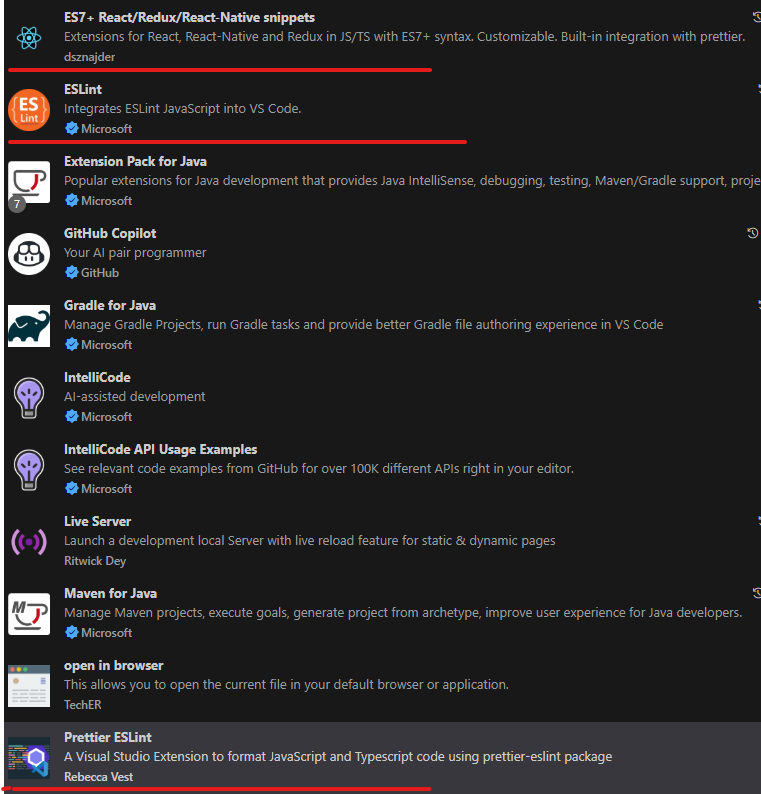 ES7+ React/Redux/React-Native snippets
Extensions for React, React-Native and Redux in JS/TS with ES7+ syntax. Customizable. Built-in integration with prettier.
dsznajder
ES
Lint
ESLint
Integrates ESLint JavaScript into VS Code.
Microsoft
Extension Pack for Java
Popular extensions for Java development that provides Java IntelliSense, debugging, testing, Maven/Gradle support, proje
7
Microsoft
GitHub Copilot
Your AI pair programmer
GitHub
Gradle for Java
Manage Gradle Projects, run Gradle tasks and provide better Gradle file authoring experience in VS Code
Microsoft
IntelliCode
AI-assisted development
Microsoft
IntelliCode API Usage Examples
See relevant code examples from GitHub for over 100K different APIs right in your editor.
Microsoft
Live Server
Launch a development local Server with live reload feature for static & dynamic pages
Ritwick Dey
M
Maven for Java
Manage Maven projects, execute goals, generate project from archetype, improve user experience for Java developers.
Microsoft
open in browser
This allows you to open the current file in your default browser or application.
TechER
Prettier ESLint
A Visual Studio Extension to format JavaScript and Typescript code using prettier-eslint package
Rebecca Vest